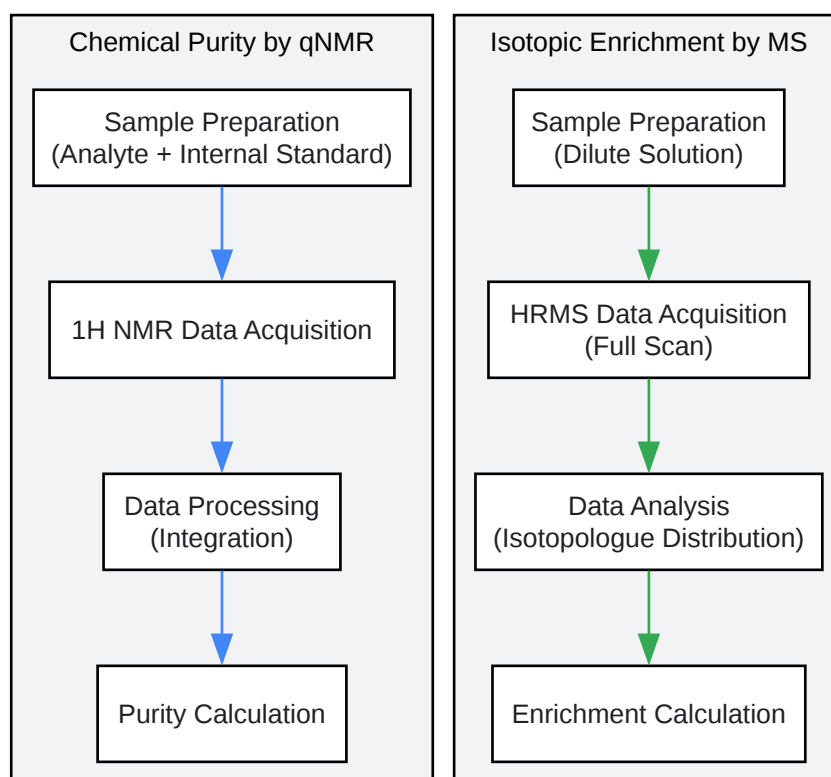 Chemical Purity by qNMR
Sample Preparation
(Analyte + Internal Standard)
1H NMR Data Acquisition
Data Processing
(Integration)
Purity Calculation
Isotopic Enrichment by MS
Sample Preparation
(Dilute Solution)
HRMS Data Acquisition
(Full Scan)
Data Analysis
(Isotopologue Distribution)
Enrichment Calculation